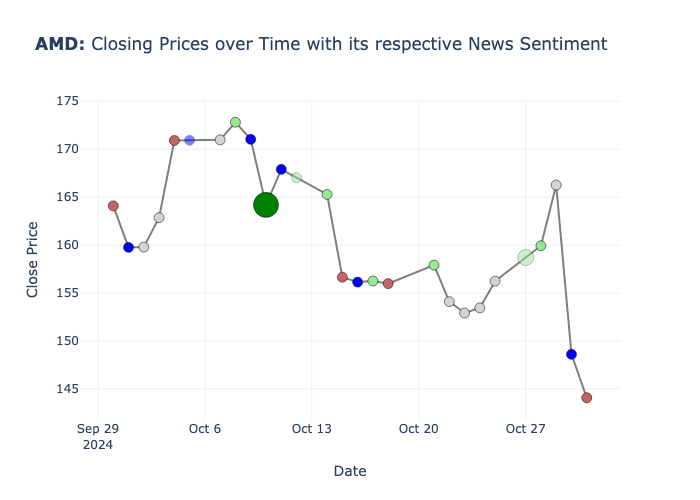 AMD: Closing Prices over Time with its respective News Sentiment
175
170
165
160
155
150
145
Close Price
Sep 29
2024
Oct 6
Oct 13
Oct 20
Oct 27
Date